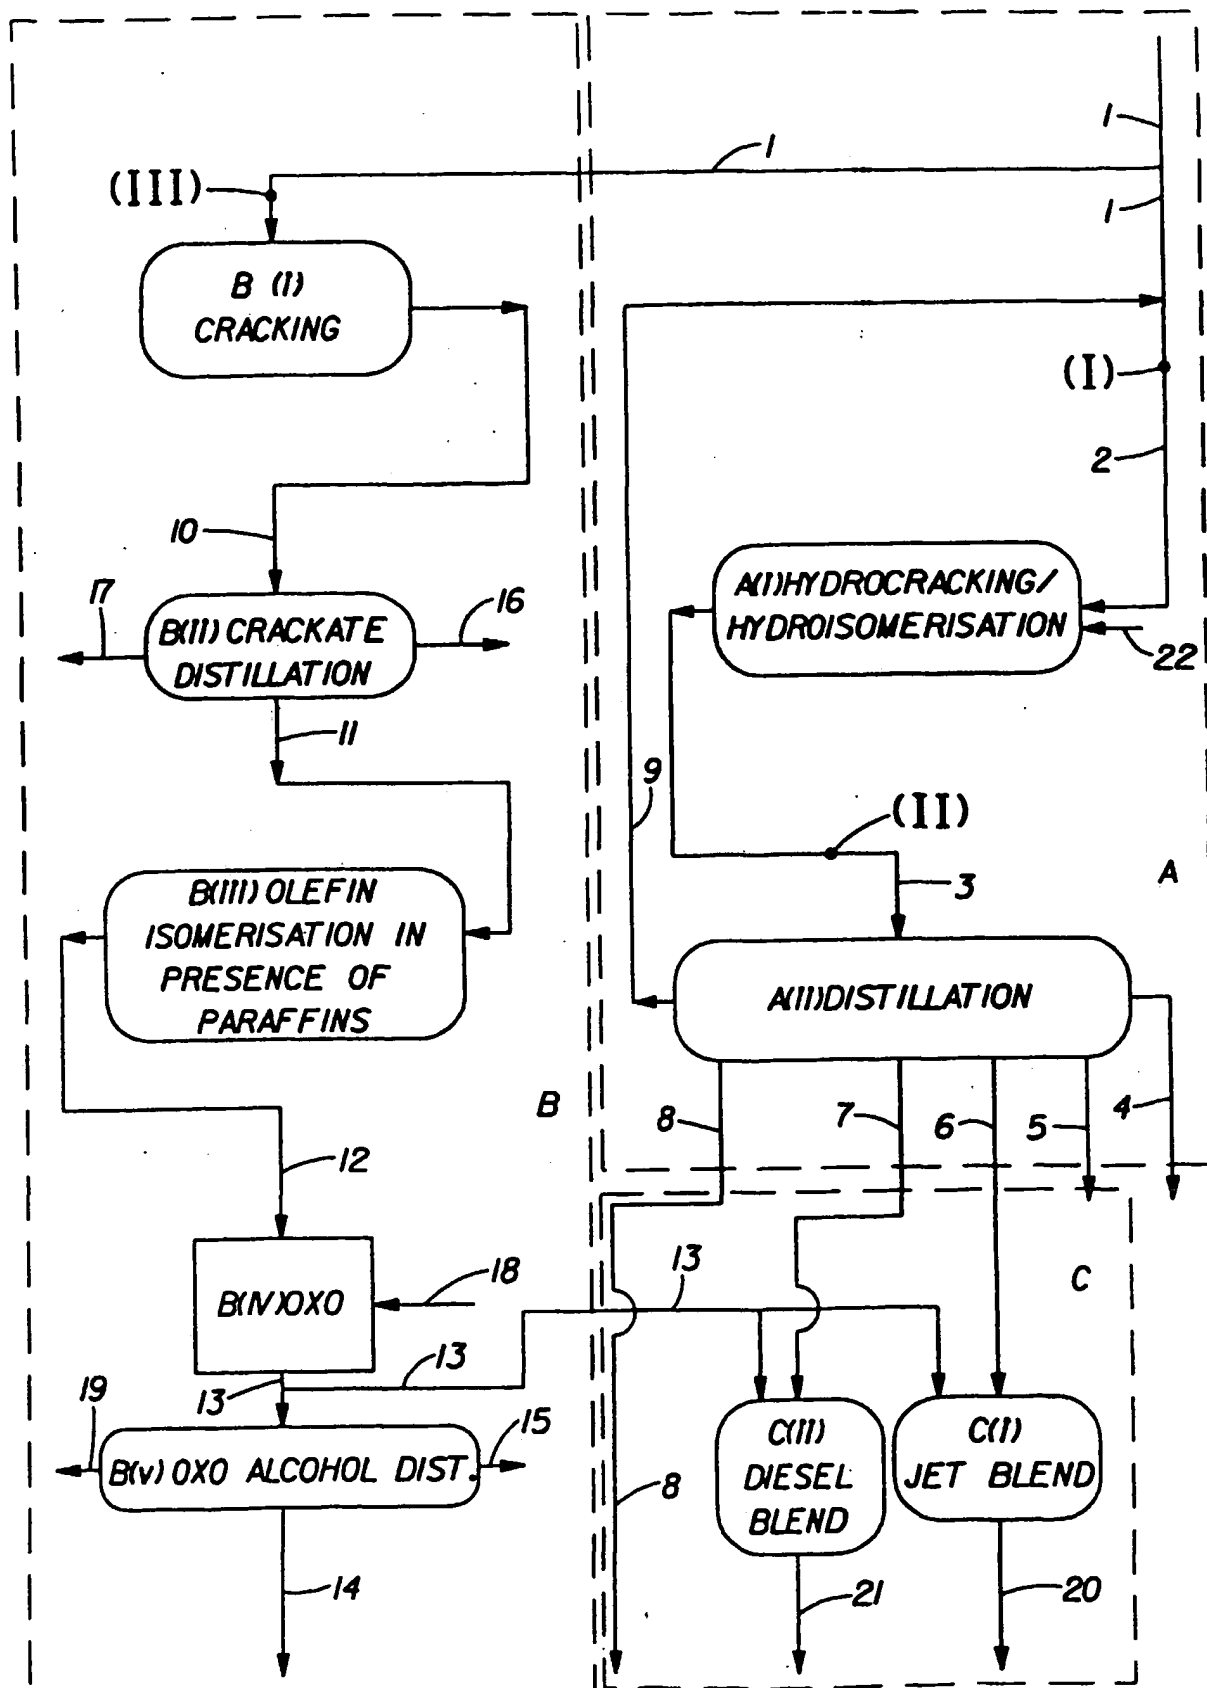 1
1
(III)
1
B (I)
CRACKING
(I)
2
10
17
B(II) CRACKATE
DISTILLATION
16
A(I) HYDROCRACKING/
HYDROISOMERISATION
22
11
9
(II)
3
A
B(III) OLEFIN
ISOMERISATION IN
PRESENCE OF
PARAFFINS
A(II) DISTILLATION
B
8
7
6
5
4
12
B(IV) OXO
18
13
C
13
13
19
B(V) OXO ALCOHOL DIST.
15
8
C(II)
DIESEL
BLEND
C(I)
JET BLEND
14
21
20